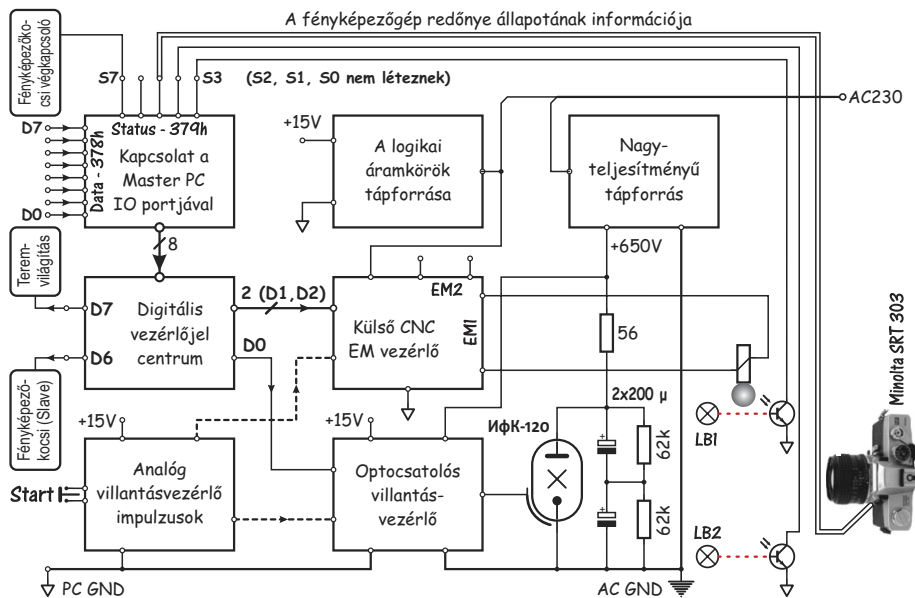 A fényképezőgép redőnye állapotának információja
Fényképezőko-
csi végkapcsoló
S7
S3
(S2, S1, S0 nem léteznek)
AC230
D7
D0
Data - 378h
Status - 379h
Kapcsolat a
Master PC
IO portjával
+15V
A logikai
áramkörök
tápforrása
Nagy-
teljesítményű
tápforrás
8
+650V
Terem-
világítás
D7
D6
Digitális
vezérlőjel
centrum
2 (D1,D2)
D0
EM2
EM1
Külső CNC
EM vezérlő
56
Fényképező-
kocsi (Slave)
2x200 µ
ИфК-120
62k
62k
LB1
Minolta SRT 303
+15V
+15V
Start
Analóg
villantásvezérlő
impulzusok
Optocsatolós
villantás-
vezérlő
LB2
PC GND
AC GND